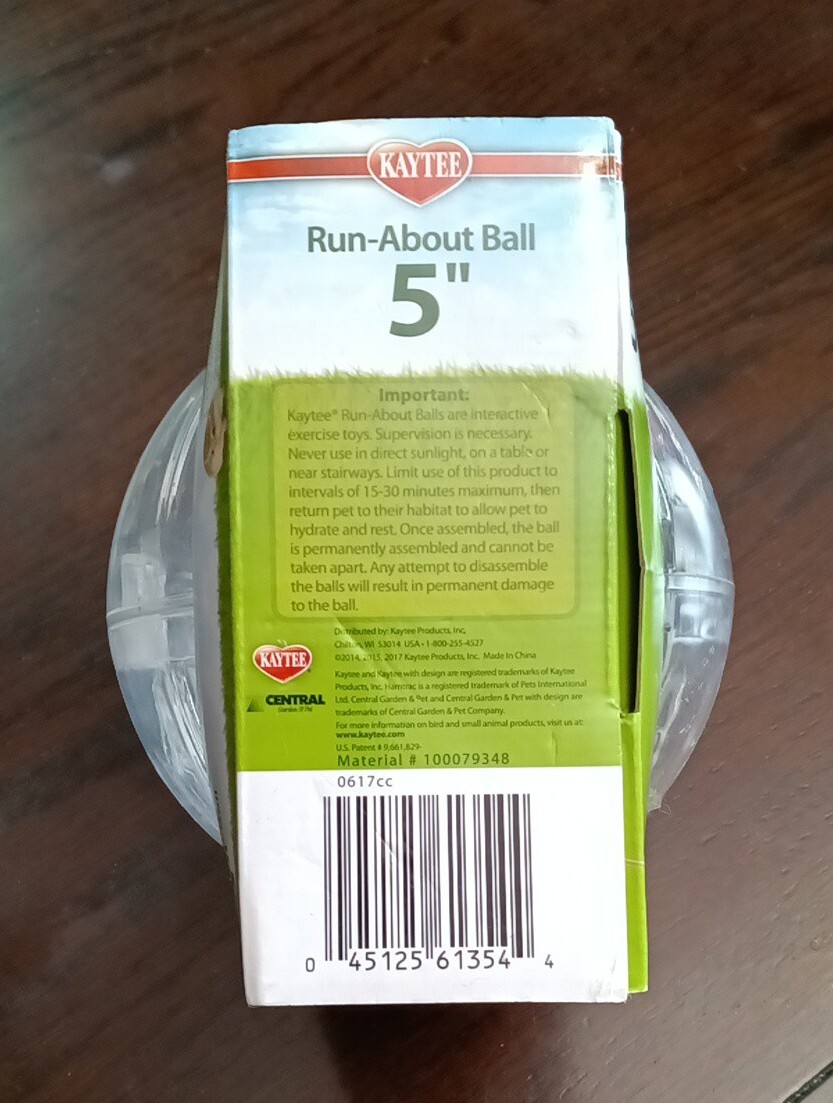 KAYTEE
Run-About Ball
5"
Important:
Kaytee® Run-About Balls are interactive
exercise toys. Supervision is necessary.
Never use in direct sunlight, on a table or
near stairways. Limit use of this product to
intervals of 15-30 minutes maximum, then
return pet to their habitat to allow pet to
hydrate and rest. Once assembled, the ball
is permanently assembled and cannot be
taken apart. Any attempt to disassemble
the balls will result in permanent damage
to the ball.
Distributed by: Kaytee Products, Inc,
Chilton, WI 53014 USA • 1-800-255-4527
©2014, 2015, 2017 Kaytee Products, Inc. Made In China
KAYTEE
Kaytee and Kaytee with design are registered trademarks of Kaytee
Products, Inc. Hamtrac is a registered trademark of Pets International
CENTRAL
Garden & Pet
Ltd. Central Garden & Pet and Central Garden & Pet with design are
trademarks of Central Garden & Pet Company.
For more information on bird and small animal products, visit us at:
www.kaytee.com
U.S. Patent # 9,661,829-
Material # 100079348
0617cc
0 45125 61354 4